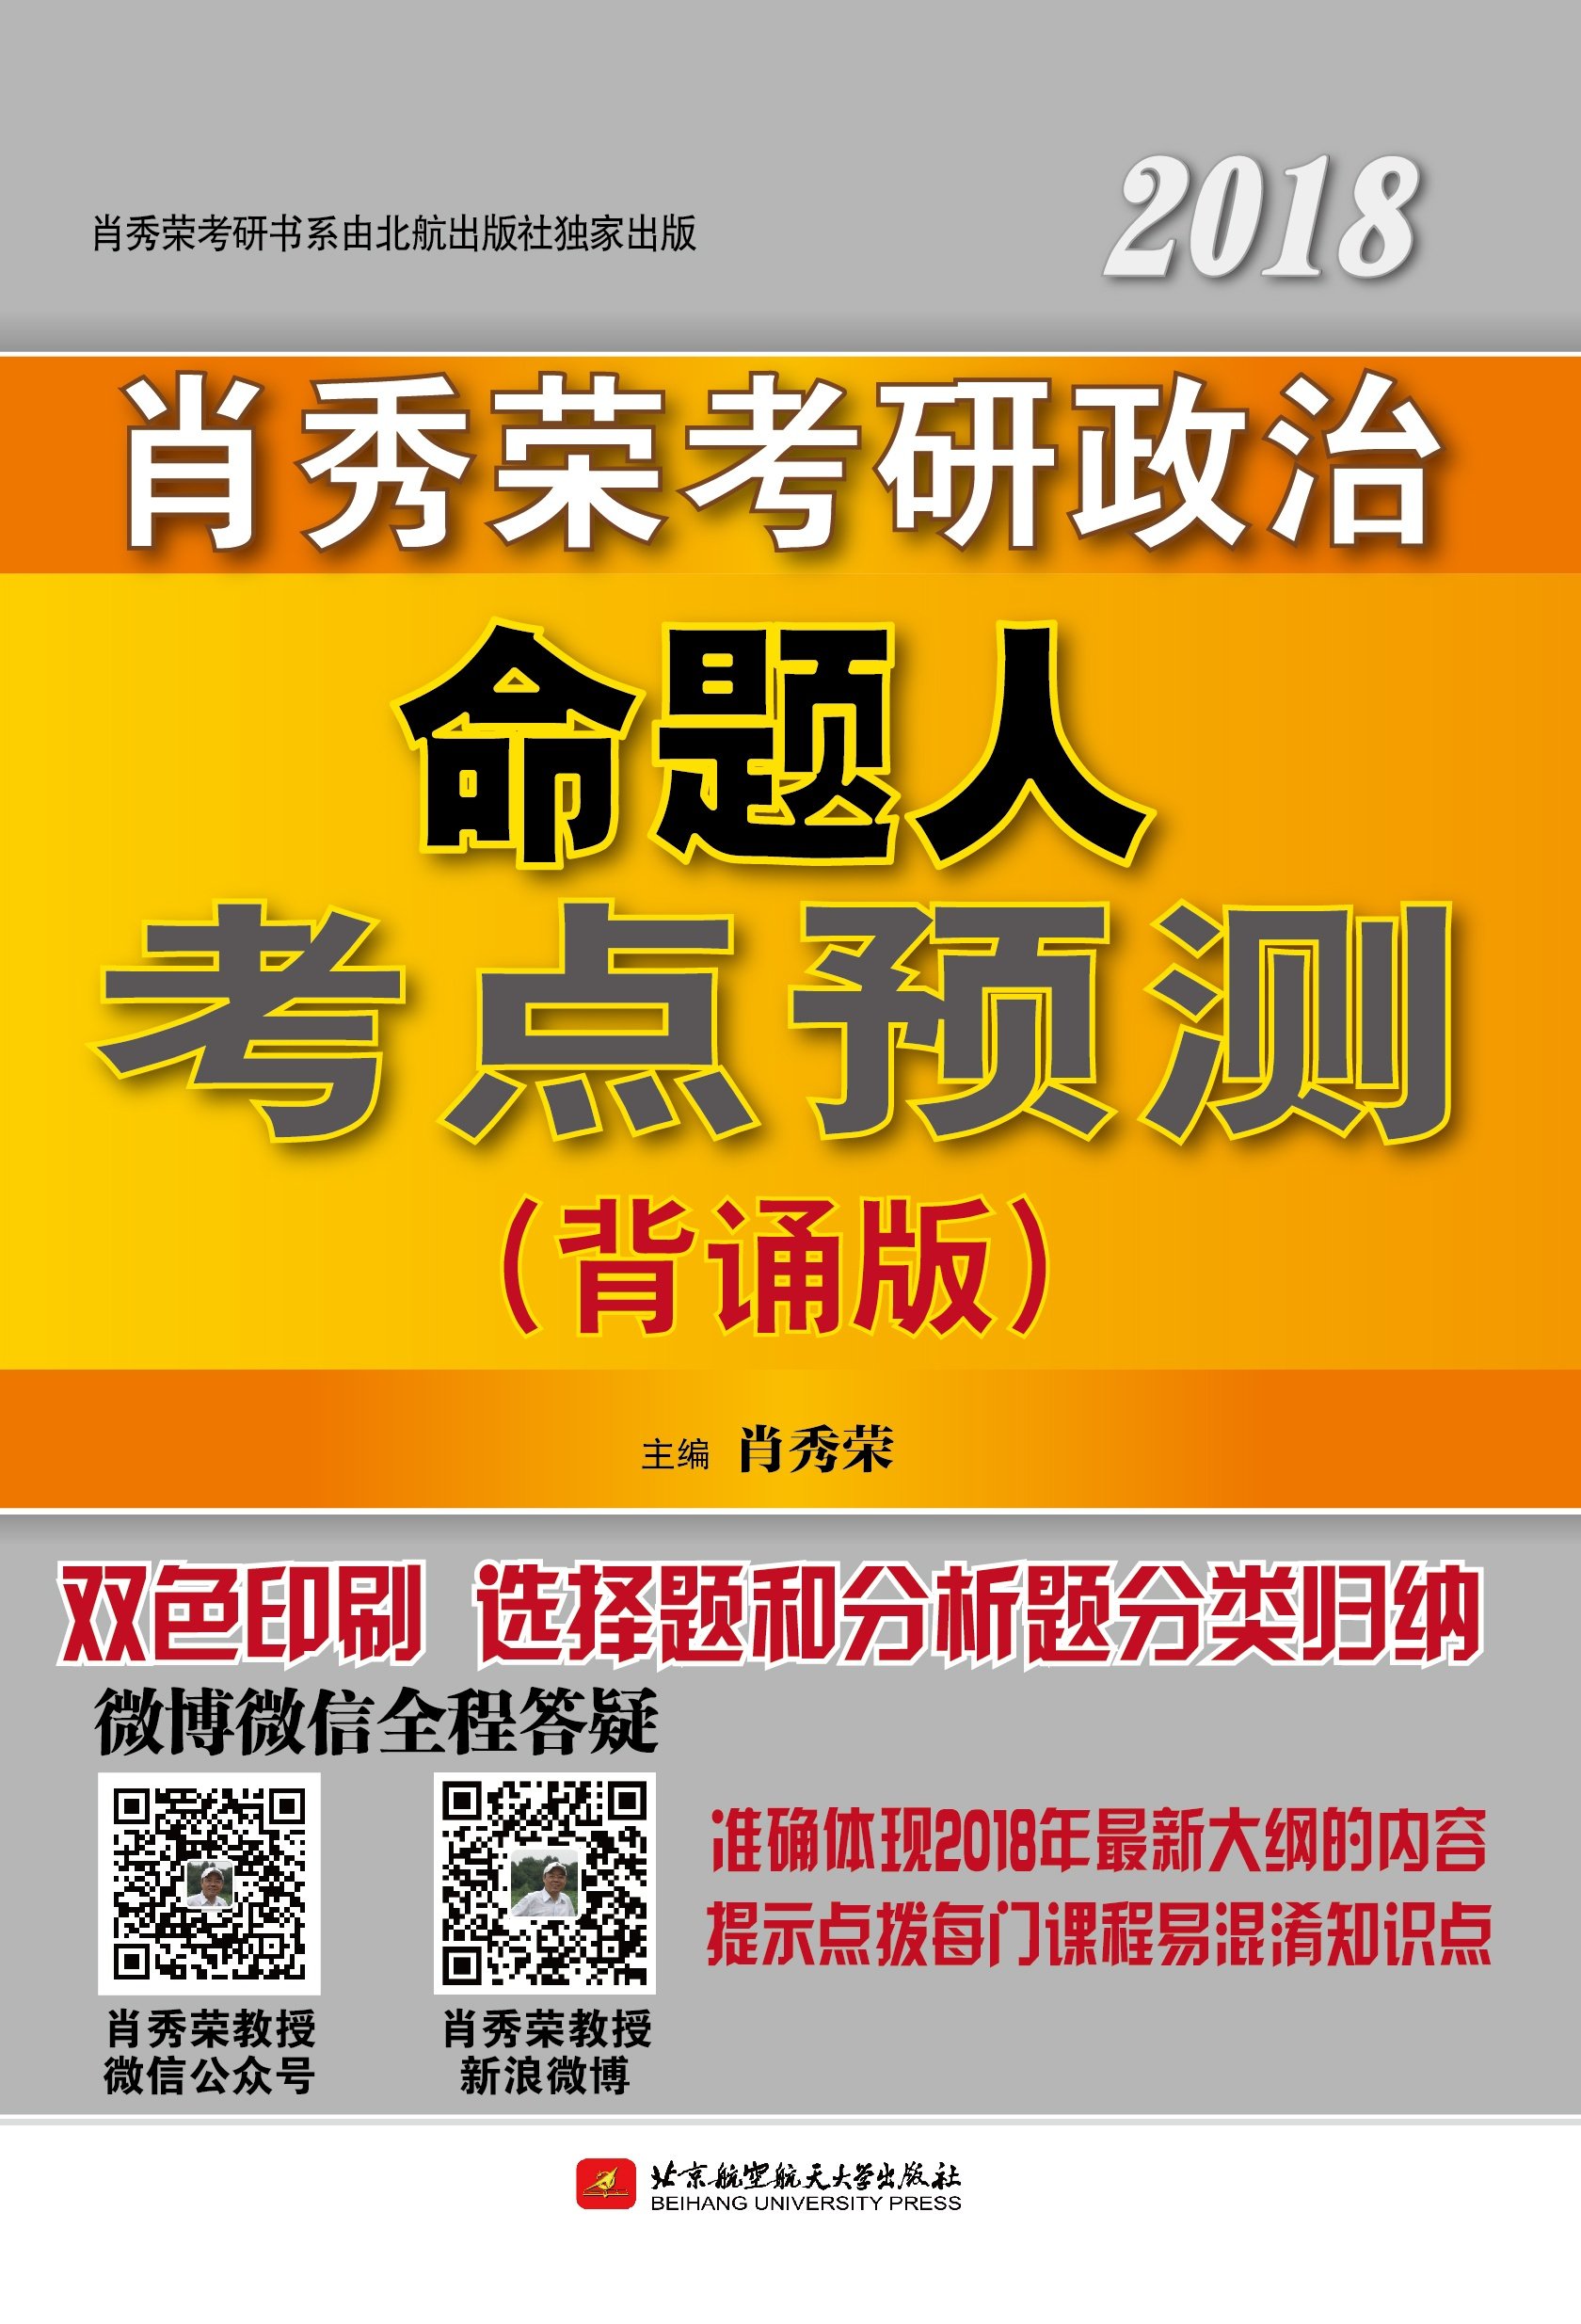 肖秀荣考研书系由北航出版社独家出版
2018
肖秀荣考研政治
命题人
考点预测
（背诵版）
主编 肖秀荣
双色印刷 选择题和分析题分类归纳
微博微信全程答疑
准确体现2018年最新大纲的内容
提示点拨每门课程易混淆知识点
肖秀荣教授
微信公众号
肖秀荣教授
新浪微博
北京航空航天大学出版社
BEIHANG UNIVERSITY PRESS